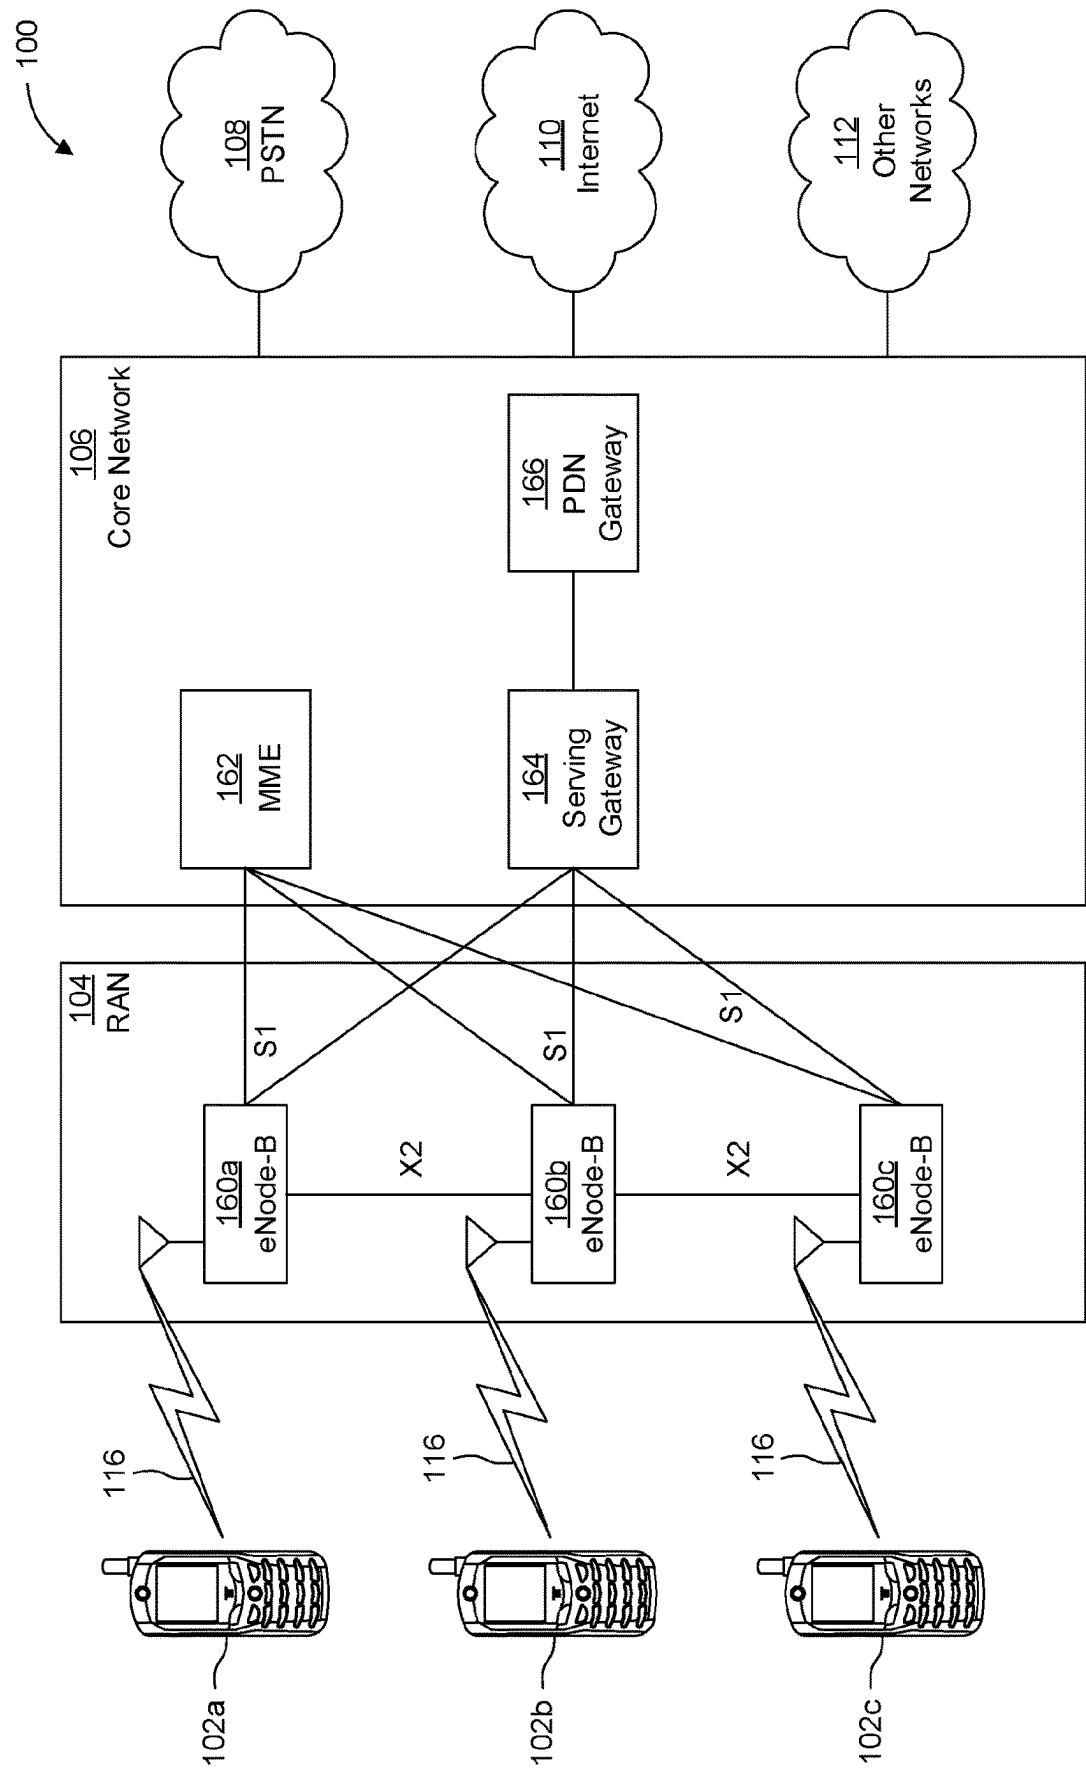 100
102a
102b
102c
116
116
116
104
RAN
160a
eNode-B
160b
eNode-B
160c
eNode-B
X2
X2
S1
S1
S1
106
Core Network
162
MME
164
Serving
Gateway
166
PDN
Gateway
108
PSTN
110
Internet
112
Other
Networks